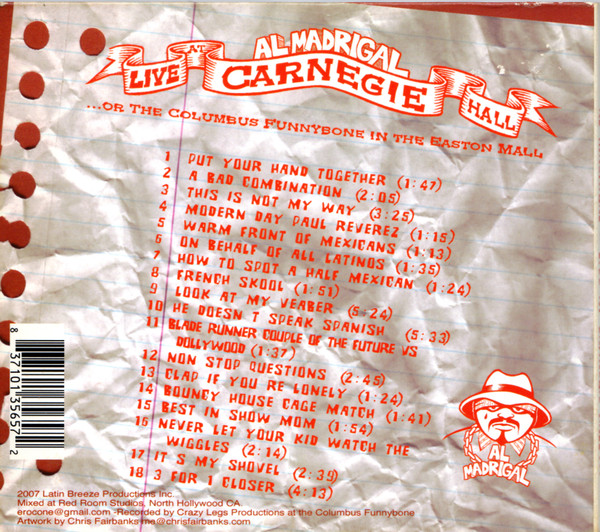 AL MADRIGAL
LIVE AT CARNEGIE HALL
...OR THE COLUMBUS FUNNYBONE IN THE EASTON MALL
1 PUT YOUR HAND TOGETHER (1:47)
2 A BAD COMBINATION (2:05)
3 THIS IS NOT MY WAY (3:25)
4 MODERN DAY PAUL REVEREZ (1:15)
5 WARM FRONT OF MEXICANS (1:13)
6 ON BEHALF OF ALL LATINOS (1:35)
7 HOW TO SPOT A HALF MEXICAN (1:24)
8 FRENCH SKOOL (1:51)
9 LOOK AT MY VEABER (5:24)
10 HE DOESN T SPEAK SPANISH (5:33)
11 BLADE RUNNER COUPLE OF THE FUTURE VS
DOLLYWOOD (1:37)
12 NON STOP QUESTIONS (2:45)
13 CLAP IF YOU RE LONELY (1:24)
14 BOUNCY HOUSE CAGE MATCH (1:41)
15 BEST IN SHOW MOM (1:54)
16 NEVER LET YOUR KID WATCH THE
WIGGLES (2:14)
17 IT S MY SHOVEL (2:39)
18 3 FOR 1 CLOSER (4:13)
8 37101 35657 2
AL
MADRIGAL
2007 Latin Breeze Productions Inc.
Mixed at Red Room Studios, North Hollywood CA.
erocone@gmail.com -Recorded by Crazy Legs Productions at the Columbus Funnybone
Artwork by Chris Fairbanks me@chrisfairbanks.com